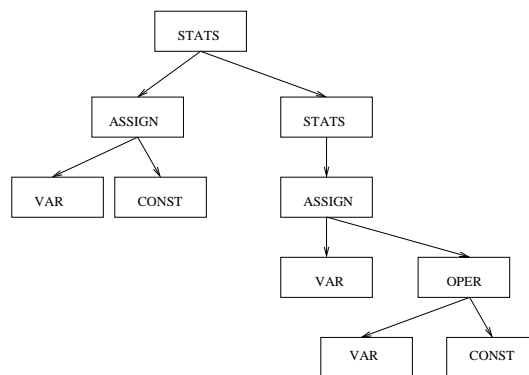 STATS
ASSIGN
STATS
VAR
CONST
ASSIGN
VAR
OPER
VAR
CONST